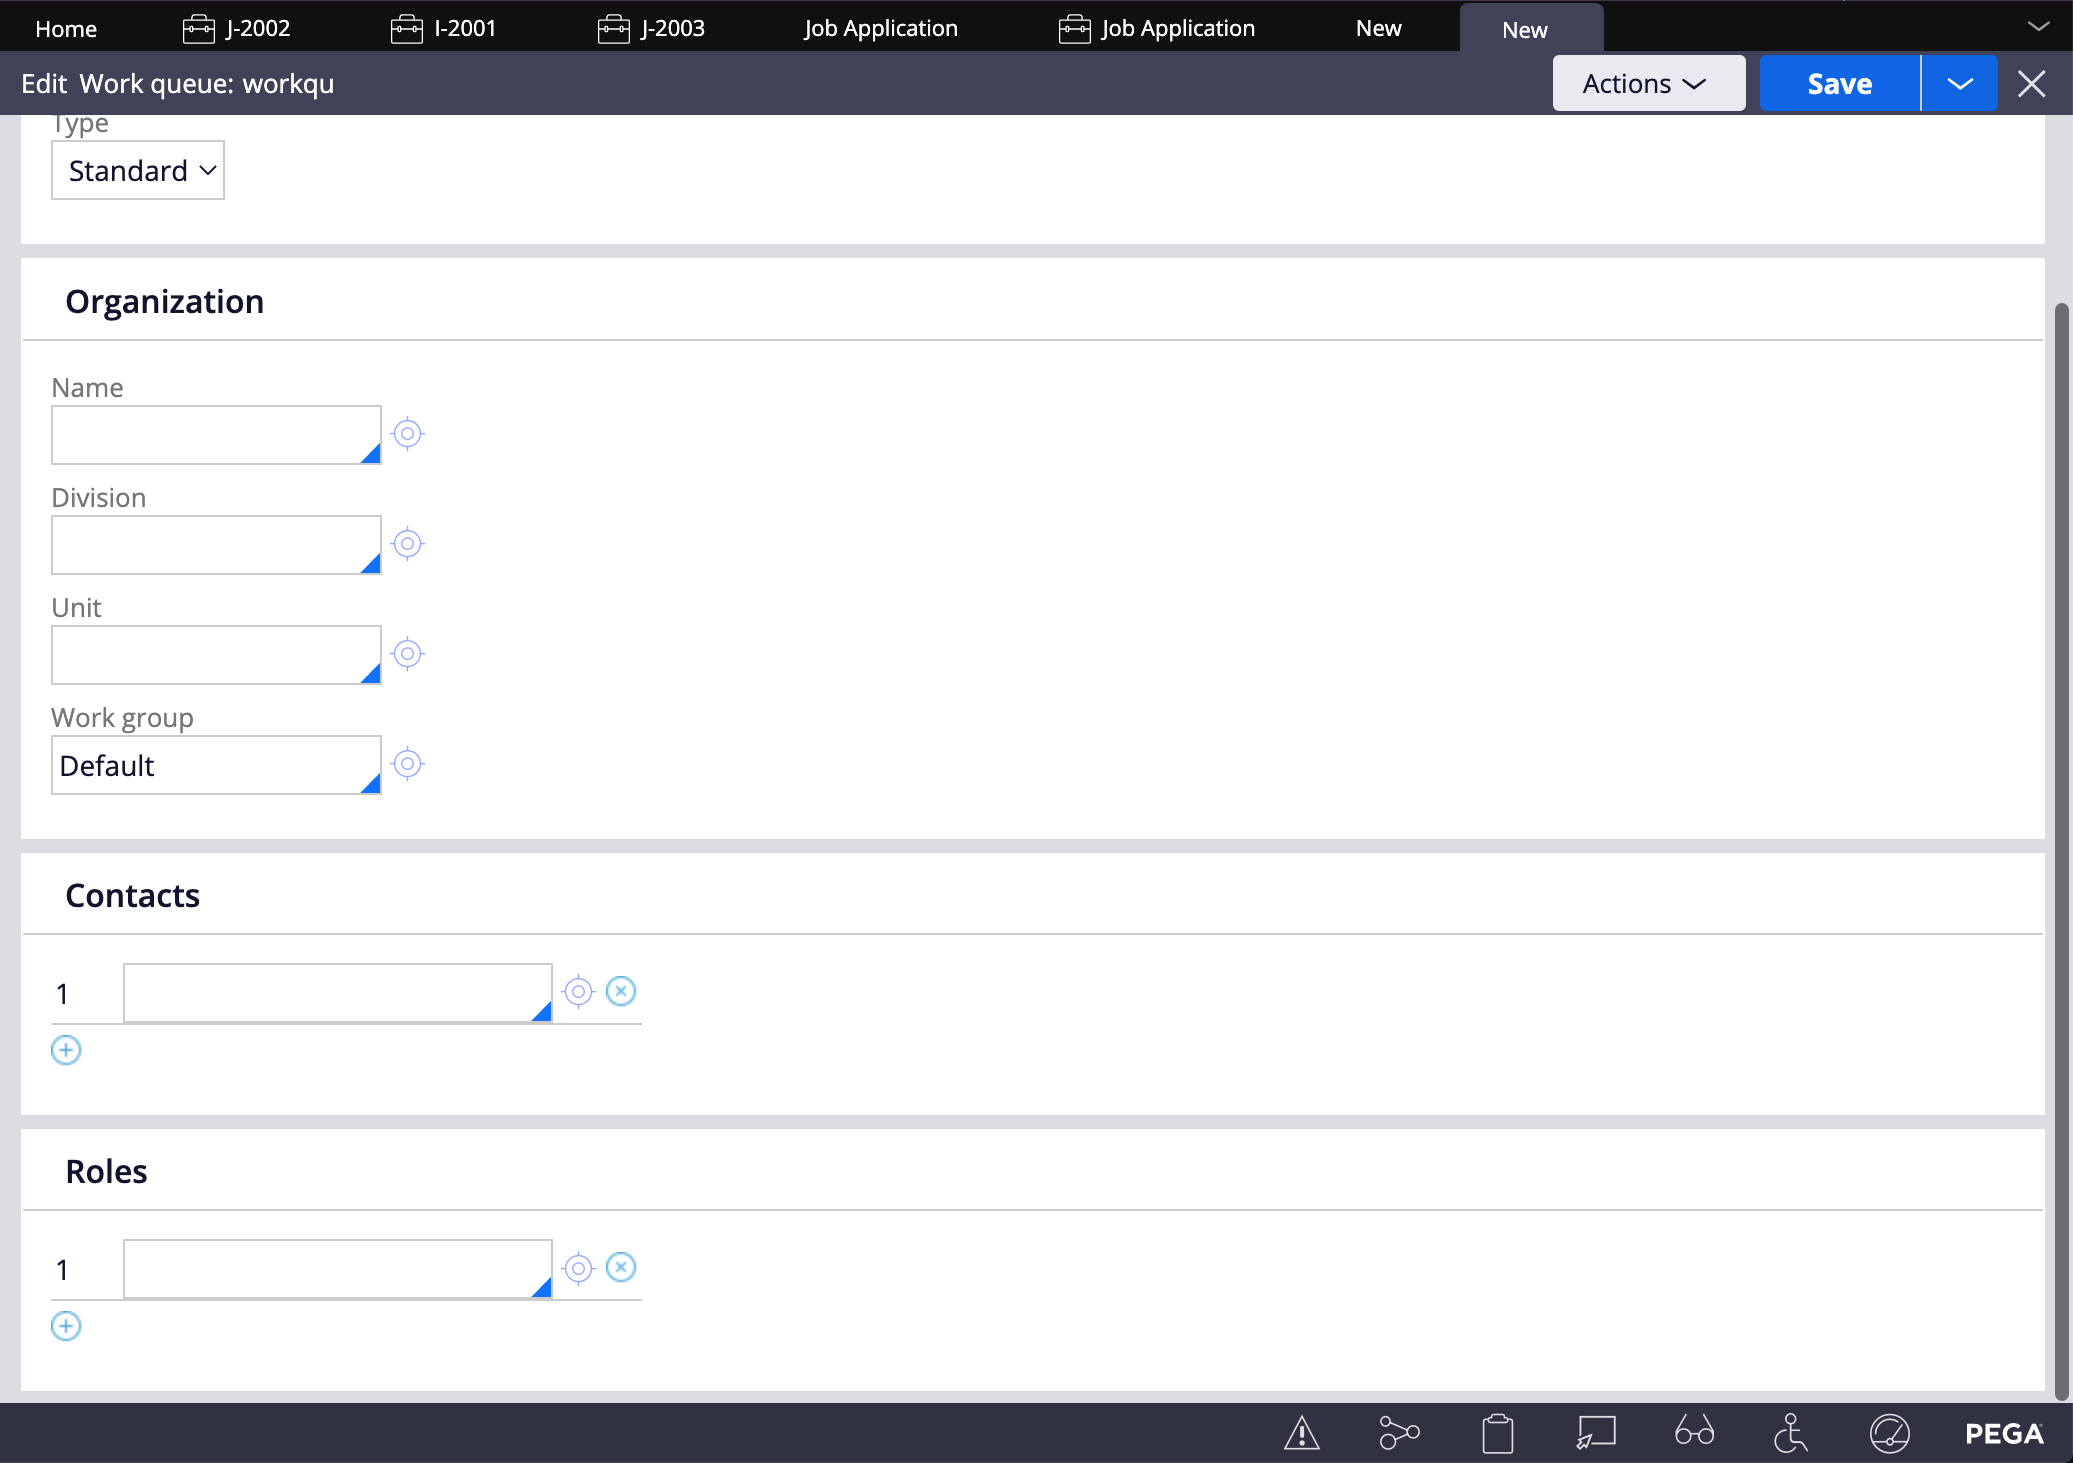 Home J-2002 I-2001 J-2003 Job Application Job Application New New
Edit Work queue: workqu Actions Save
Type
Standard
Organization
Name
Division
Unit
Work group
Default
Contacts
1
Roles
1
PEGA